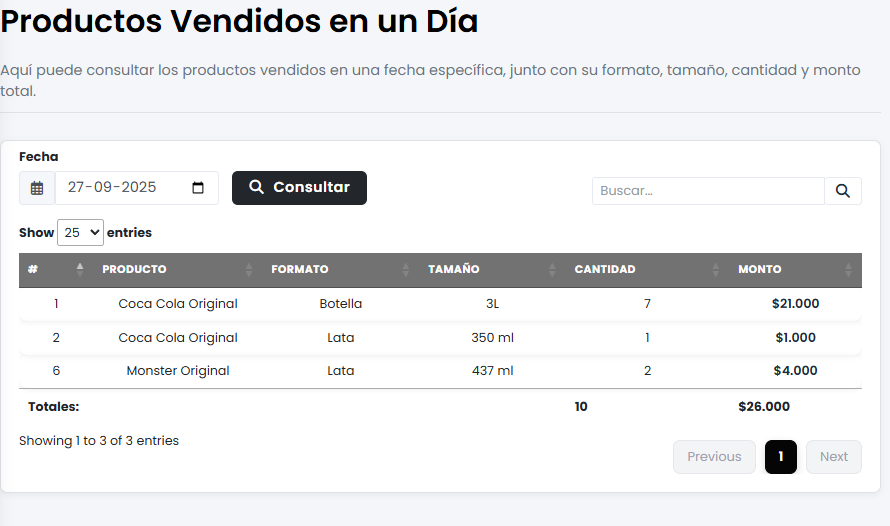 Productos Vendidos en un Día
Aquí puede consultar los productos vendidos en una fecha específica, junto con su formato, tamaño, cantidad y monto
total.
Fecha
27-09-2025 Consultar Buscar...
Show 25 entries
# PRODUCTO FORMATO TAMAÑO CANTIDAD MONTO
1 Coca Cola Original Botella 3L 7 $21.000
2 Coca Cola Original Lata 350 ml 1 $1.000
6 Monster Original Lata 437 ml 2 $4.000
Totales: 10 $26.000
Showing 1 to 3 of 3 entries
Previous 1 Next